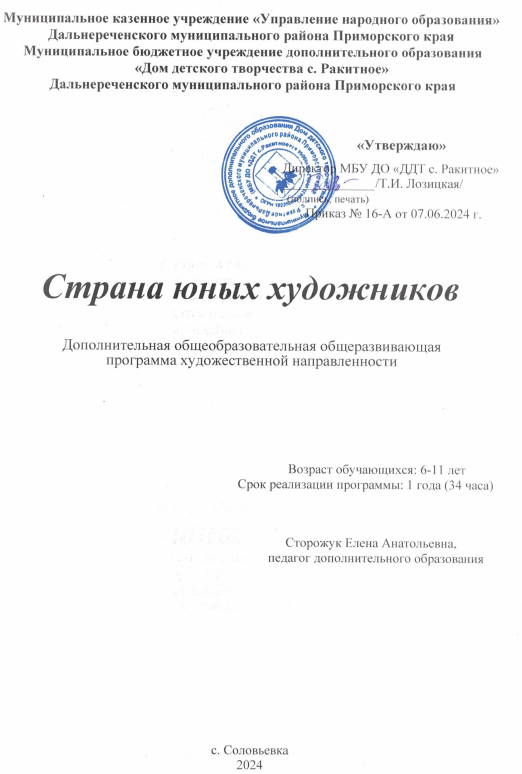 Муниципальное казенное учреждение «Управление народного образования»
Дальнереченского муниципального района Приморского края
Муниципальное бюджетное учреждение дополнительного образования
«Дом детского творчества с. Ракитное»
Дальнереченского муниципального района Приморского края
«Утверждаю»
Директор МБУ ДО «ДДТ с. Ракитное»
/Т.И. Лозицкая/
(подпись, печать)
Приказ № 16-А от 07.06.2024 г.
Страна юных художников
Дополнительная общеобразовательная общеразвивающая
программа художественной направленности
Возраст обучающихся: 6-11 лет
Срок реализации программы: 1 года (34 часа)
Сторожук Елена Анатольевна,
педагог дополнительного образования
с. Соловьевка
2024